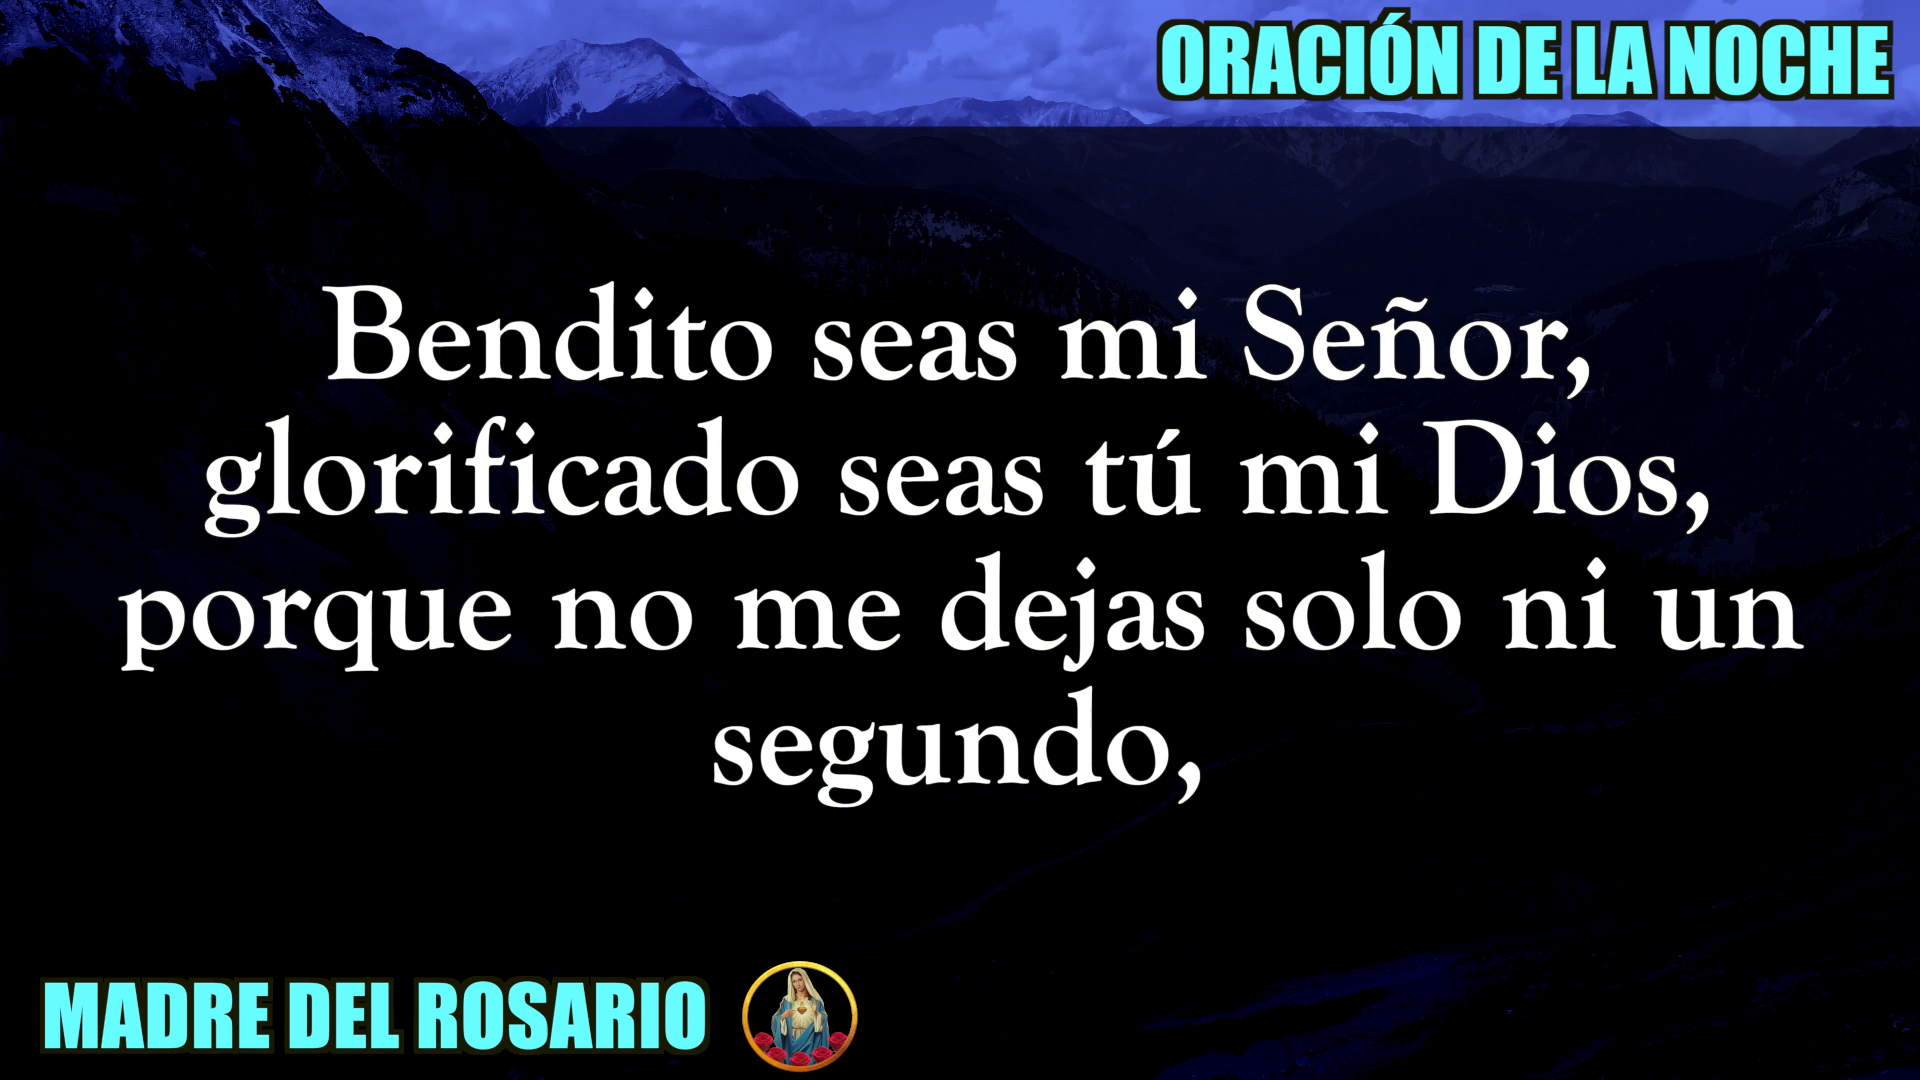 ORACIÓN DE LA NOCHE
Bendito seas mi Señor,
glorificado seas tú mi Dios,
porque no me dejas solo ni un
segundo,
MADRE DEL ROSARIO